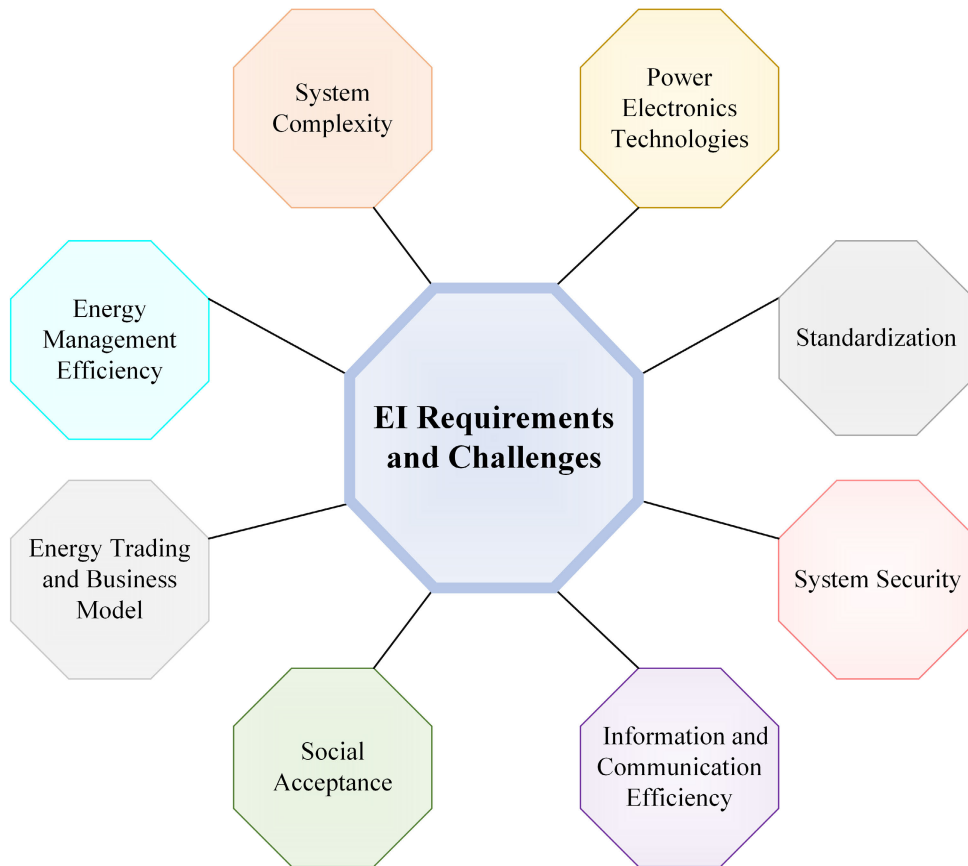 System
Complexity
Power
Electronics
Technologies
Energy
Management
Efficiency
Standardization
EI Requirements
and Challenges
Energy Trading
and Business
Model
System Security
Social
Acceptance
Information and
Communication
Efficiency